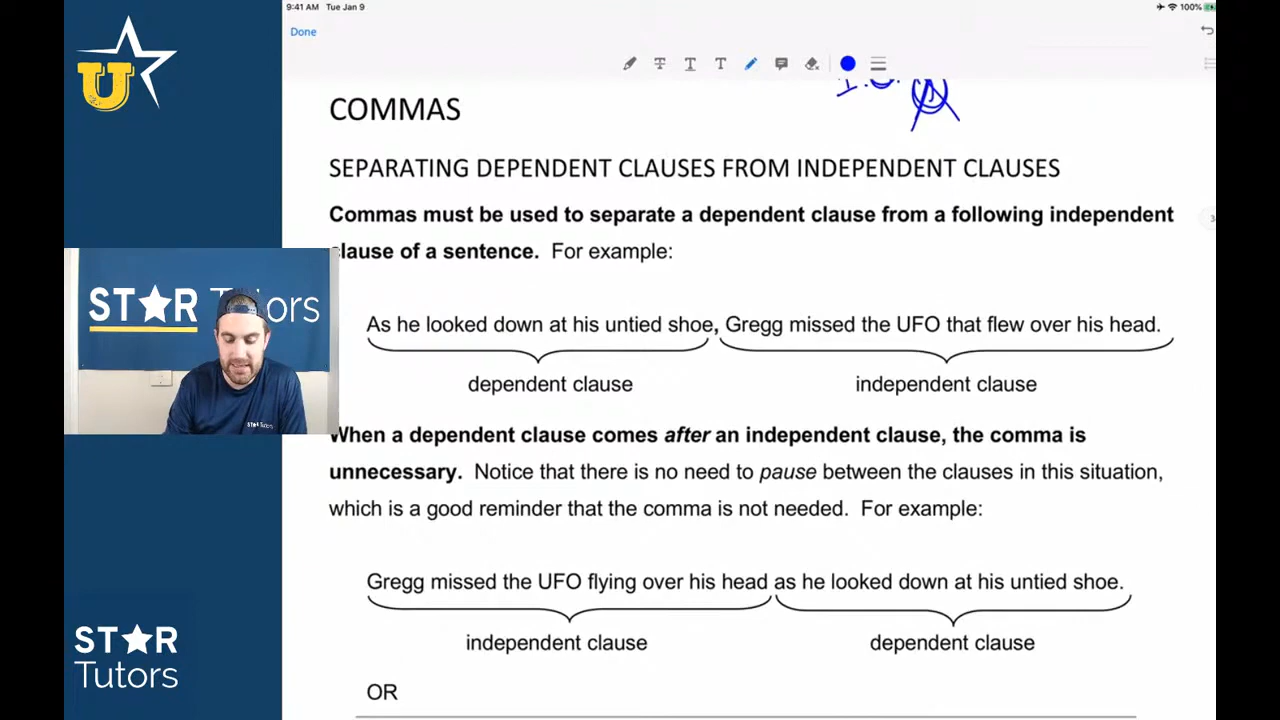 9:41 AM Tue Jan 9
100%
Done
U
COMMAS
SEPARATING DEPENDENT CLAUSES FROM INDEPENDENT CLAUSES
Commas must be used to separate a dependent clause from a following independent
clause of a sentence. For example:
As he looked down at his untied shoe, Gregg missed the UFO that flew over his head.
dependent clause
independent clause
When a dependent clause comes after an independent clause, the comma is
unnecessary. Notice that there is no need to pause between the clauses in this situation,
which is a good reminder that the comma is not needed. For example:
Gregg missed the UFO flying over his head as he looked down at his untied shoe.
independent clause
dependent clause
OR
ST★R Tutors
ST★R Tutors
ST★R
Tutors